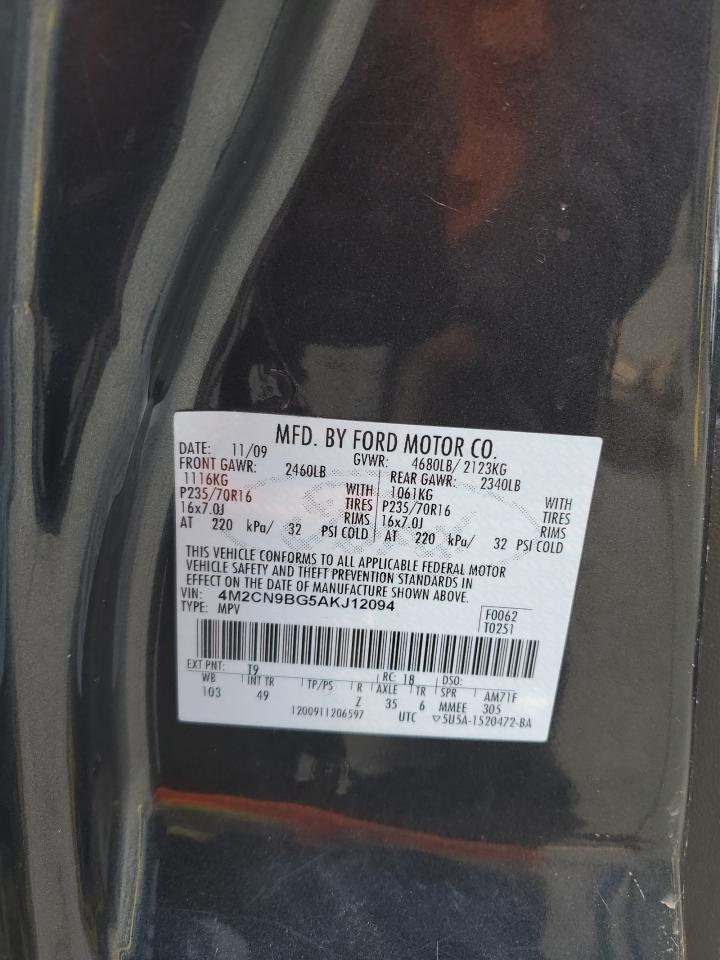 MFD. BY FORD MOTOR CO.
DATE: 11/09 GVWR: 4680LB/ 2123KG
FRONT GAWR: 2460LB REAR GAWR: 2340LB
1116KG WITH 1061KG WITH
P235/70R16 TIRES P235/70R16 TIRES
16x7.0J RIMS 16x7.0J RIMS
AT 220 kPa/ 32 PSI COLD AT 220 kPa/ 32 PSI COLD
THIS VEHICLE CONFORMS TO ALL APPLICABLE FEDERAL MOTOR
VEHICLE SAFETY AND THEFT PREVENTION STANDARDS IN
EFFECT ON THE DATE OF MANUFACTURE SHOWN ABOVE.
VIN: 4M2CN9BG5AKJ12094
TYPE: MPV
F0062
T0251
EXT PNT: T9 RC: 18 DSO:
WB INT TR TP/PS R AXLE TR SPR AM71F
103 49 Z 35 6 MMEE 305
1200911206597 UTC ▽5U5A-1520472-BA